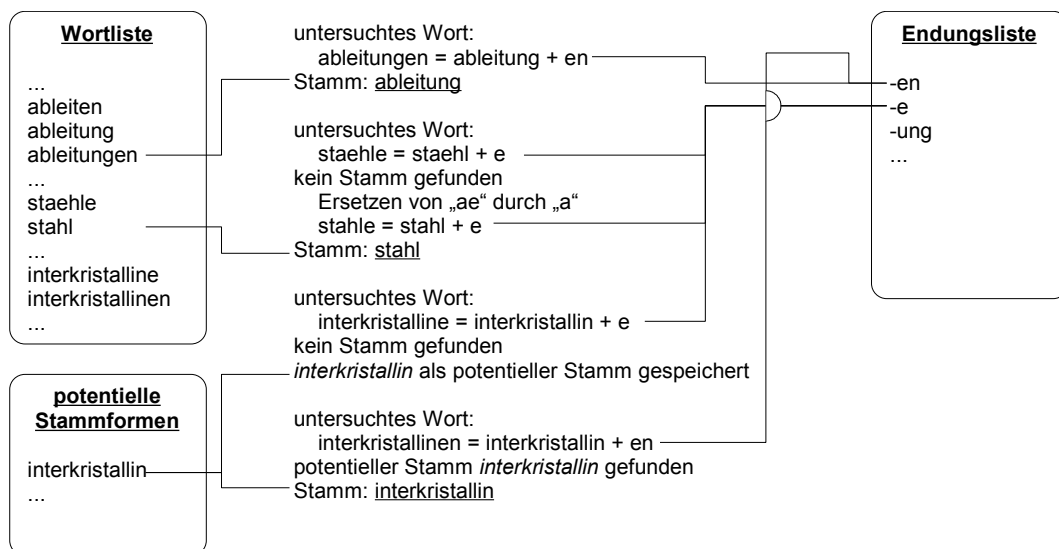 Wortliste
...
ableiten
ableitung
ableitungen
...
staehle
stahl
...
interkristalline
interkristallinen
...
potentielle
Stammformen
interkristallin
...
untersuchtes Wort:
ableitungen = ableitung + en
Stamm: ableitung
untersuchtes Wort:
staehle = staehl + e
kein Stamm gefunden
Ersetzen von „ae“ durch „a“
stahle = stahl + e
Stamm: stahl
untersuchtes Wort:
interkristalline = interkristallin + e
kein Stamm gefunden
interkristallin als potentieller Stamm gespeichert
untersuchtes Wort:
interkristallinen = interkristallin + en
potentieller Stamm interkristallin gefunden
Stamm: interkristallin
Endungsliste
-en
-e
-ung
...